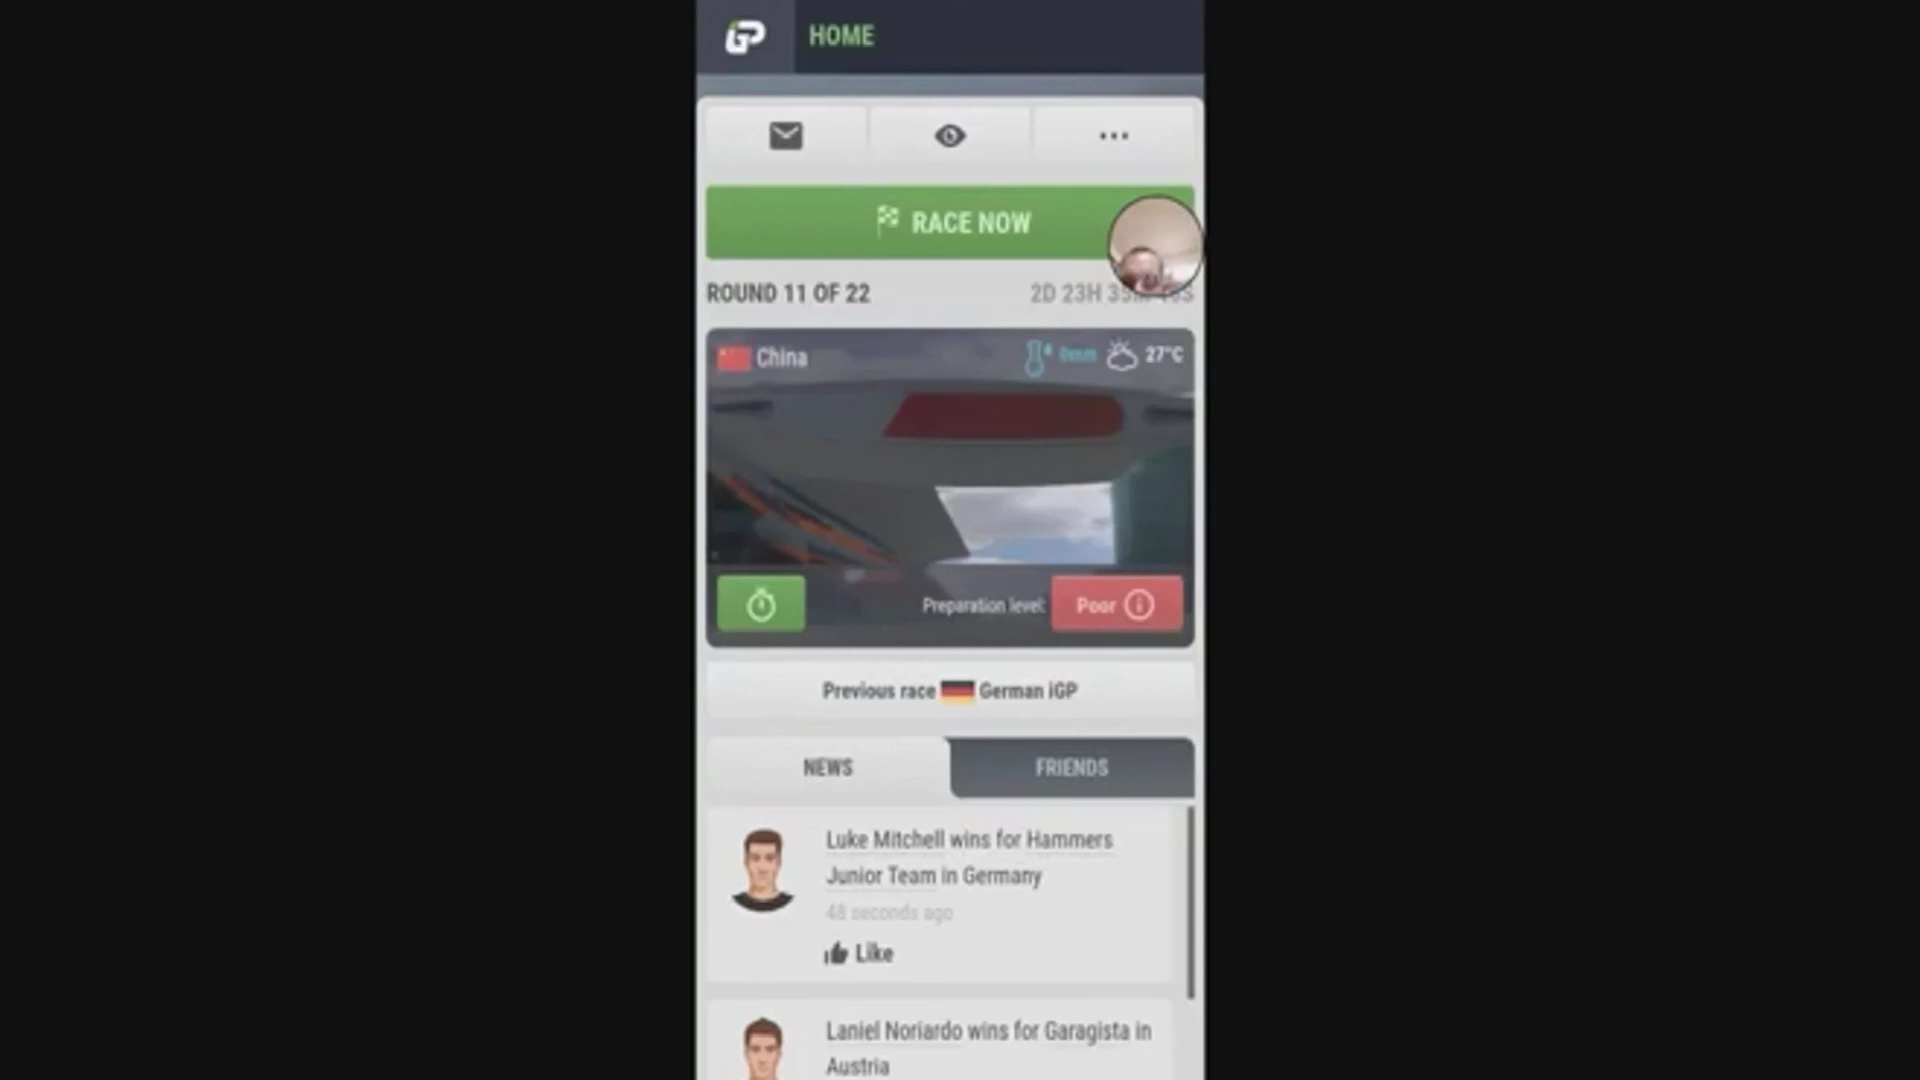 GP HOME
RACE NOW
ROUND 11 OF 22 2D 23H
China 0mm 27°C
Preparation level: Poor
Previous race German iGP
NEWS FRIENDS
Luke Mitchell wins for Hammers
Junior Team in Germany
48 seconds ago
Like
Laniel Noriardo wins for Garagista in
Austria